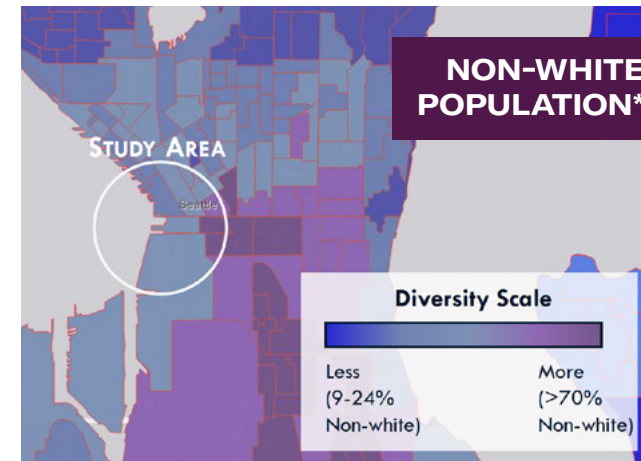 NON-WHITE
POPULATION*
STUDY AREA
Seattle
Diversity Scale
Less
(9-24%
Non-white)
More
(>70%
Non-white)